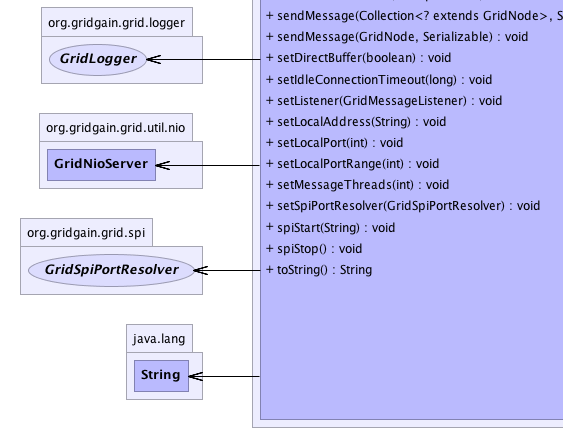 org.gridgain.grid.logger
GridLogger
org.gridgain.grid.util.nio
GridNioServer
org.gridgain.grid.spi
GridSpiPortResolver
java.lang
String
+ sendMessage(Collection<? extends GridNode>,
+ sendMessage(GridNode, Serializable) : void
+ setDirectBuffer(boolean) : void
+ setIdleConnectionTimeout(long) : void
+ setListener(GridMessageListener) : void
+ setLocalAddress(String) : void
+ setLocalPort(int) : void
+ setLocalPortRange(int) : void
+ setMessageThreads(int) : void
+ setSpiPortResolver(GridSpiPortResolver) : void
+ spiStart(String) : void
+ spiStop() : void
+ toString() : String